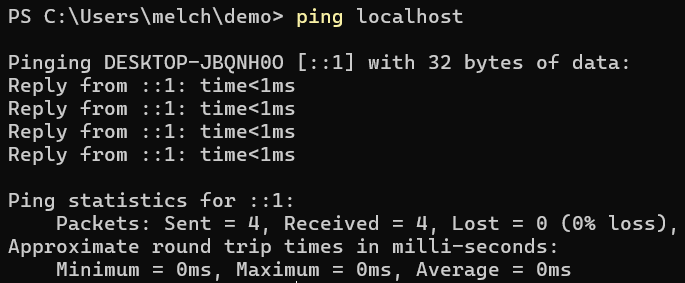 PS C:\Users\melch\demo> ping localhost
Pinging DESKTOP-JBQNH0O [::1] with 32 bytes of data:
Reply from ::1: time<1ms
Reply from ::1: time<1ms
Reply from ::1: time<1ms
Reply from ::1: time<1ms
Ping statistics for ::1:
    Packets: Sent = 4, Received = 4, Lost = 0 (0% loss),
Approximate round trip times in milli-seconds:
    Minimum = 0ms, Maximum = 0ms, Average = 0ms